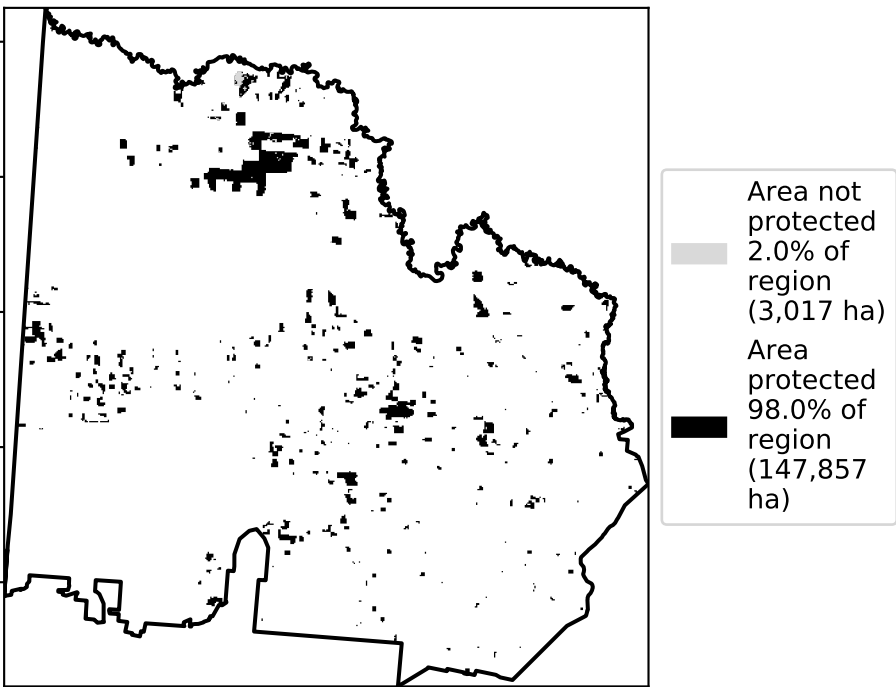 Area not
protected
2.0% of
region
(3,017 ha)
Area
protected
98.0% of
region
(147,857
ha)